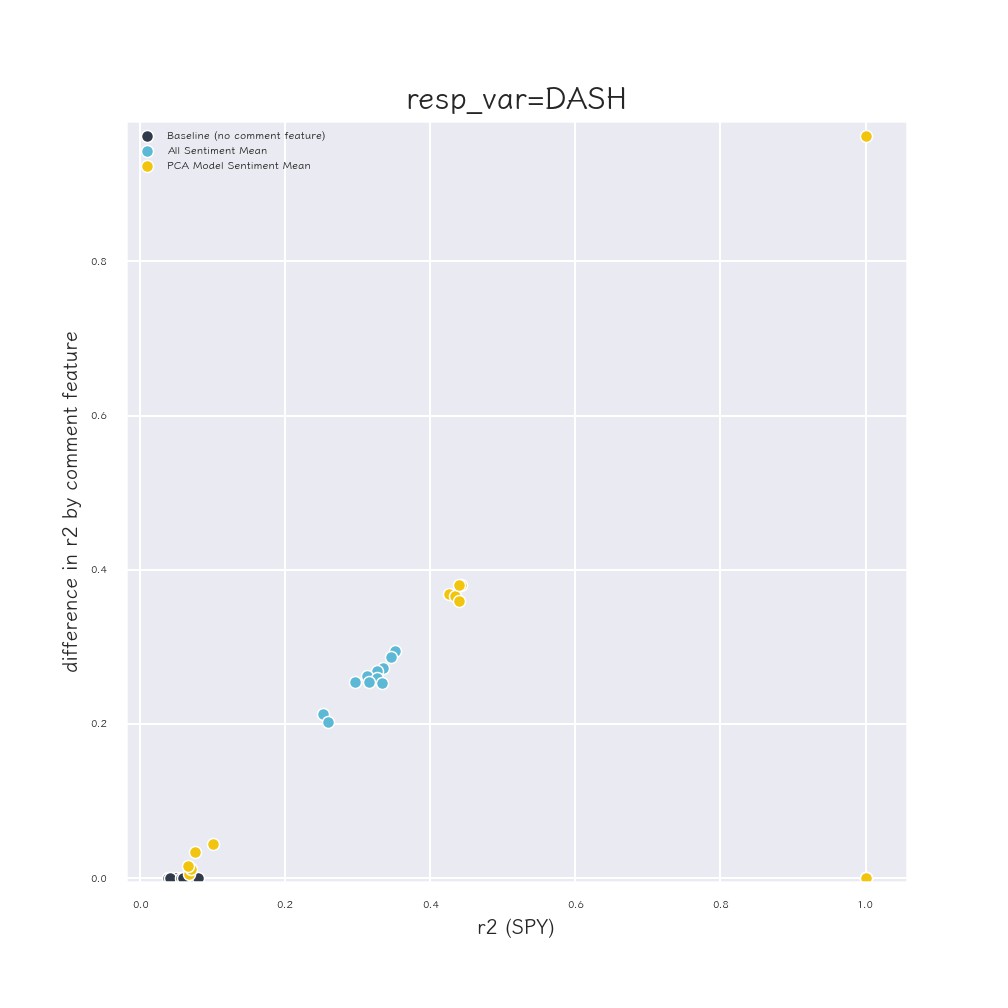 resp_var=DASH
Baseline (no comment feature)
All Sentiment Mean
PCA Model Sentiment Mean
difference in r2 by comment feature
0.8
0.6
0.4
0.2
0.0
0.0 0.2 0.4 0.6 0.8 1.0
r2 (SPY)